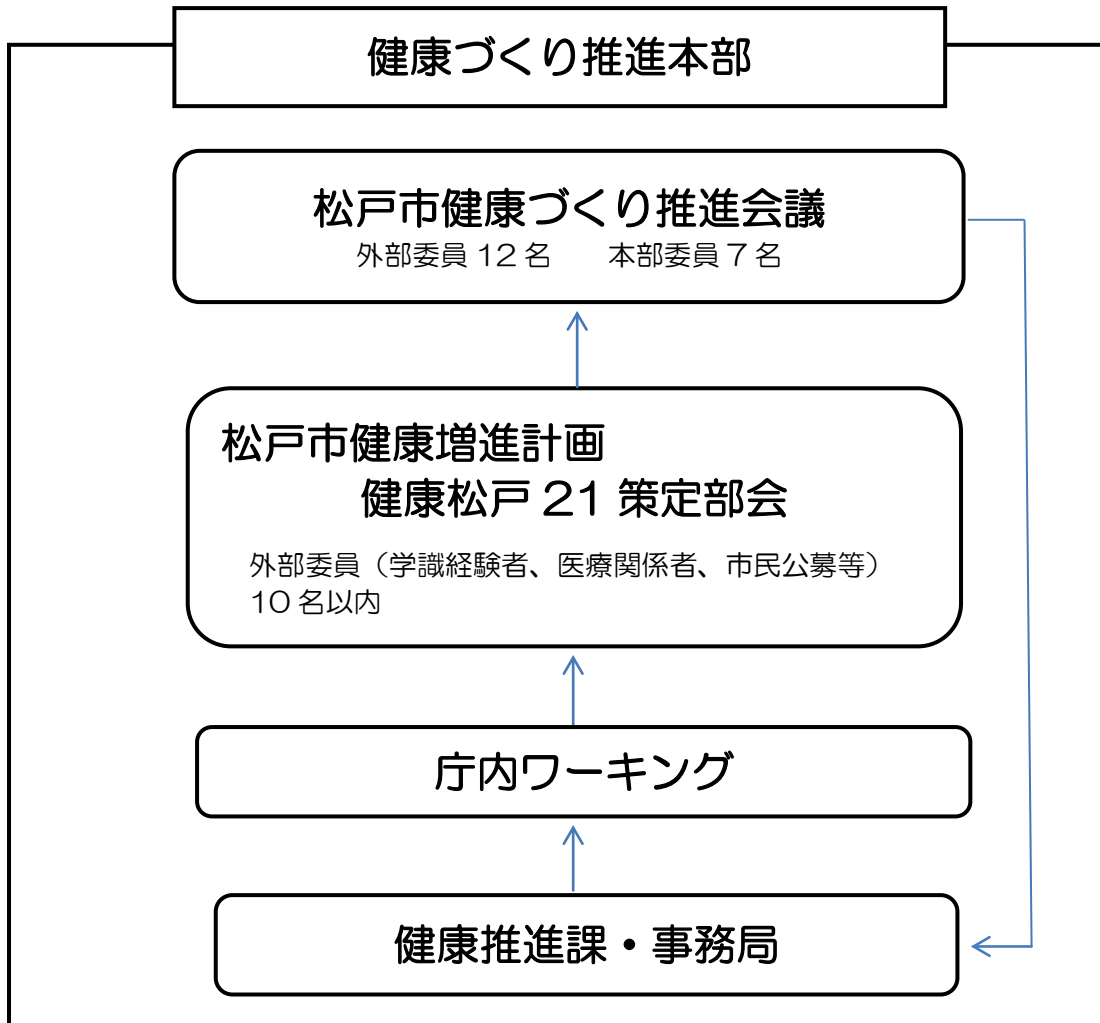 健康づくり推進本部
松戸市健康づくり推進会議
外部委員 12 名　　本部委員 7 名
松戸市健康増進計画
健康松戸 21 策定部会
外部委員（学識経験者、医療関係者、市民公募等）
10 名以内
庁内ワーキング
健康推進課・事務局